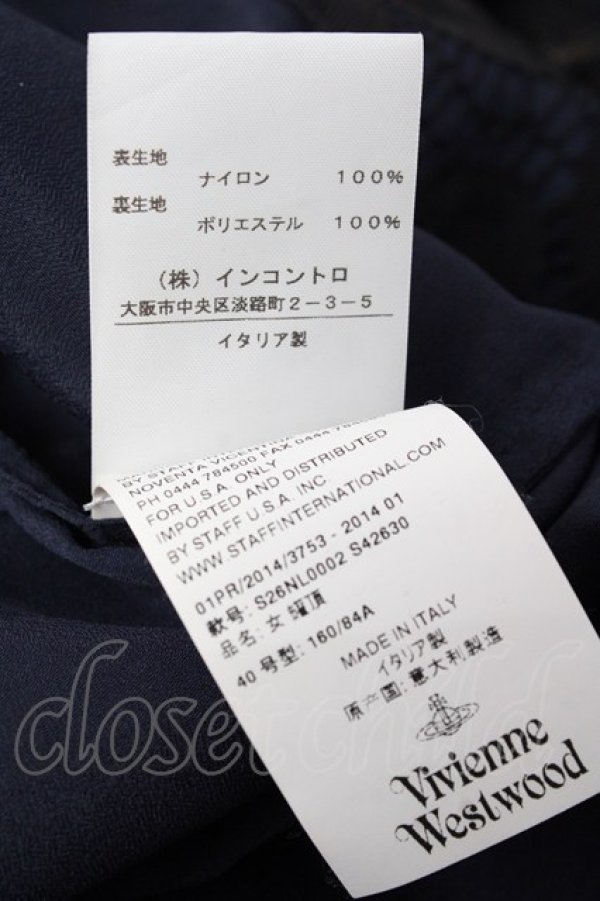 表生地
ナイロン 100%
裏生地
ポリエステル 100%
(株)インコントロ
大阪市中央区淡路町2-3-5
イタリア製
BY STAFF
NOVENTA VICENTINA
PH 0444 784500 FAX 0444
FOR U.S.A. ONLY
IMPORTED AND DISTRIBUTED
BY STAFF U.S.A. INC.
WWW.STAFFINTERNATIONAL.COM
01PR/2014/3753 - 2014 01
款号: S26NL0002 S42630
品名: 女
40 号型: 160/84A
MADE IN ITALY
イタリア製
原产国: 意大利製造
Vivienne
Westwood
closetchild